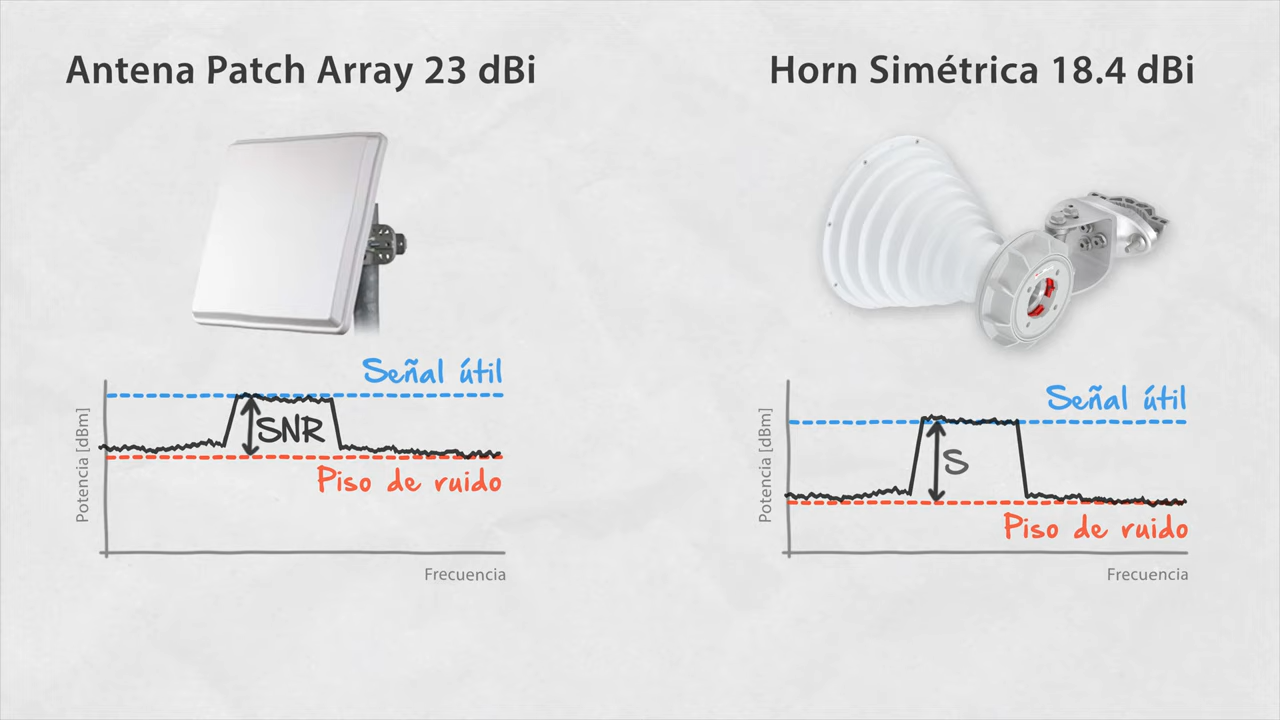 Antena Patch Array 23 dBi
Horn Simétrica 18.4 dBi
Señal útil
SNR
Piso de ruido
Potencia [dBm]
Frecuencia
Señal útil
S
Piso de ruido
Potencia [dBm]
Frecuencia